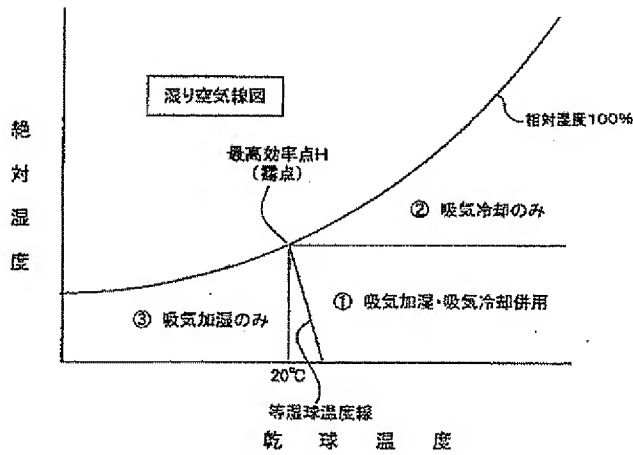 湿り空気線図
相対湿度100%
最高効率点H
(露点)
絶対湿度
② 吸気冷却のみ
① 吸気加湿・吸気冷却併用
③ 吸気加湿のみ
20℃
等湿球温度線
乾球温度